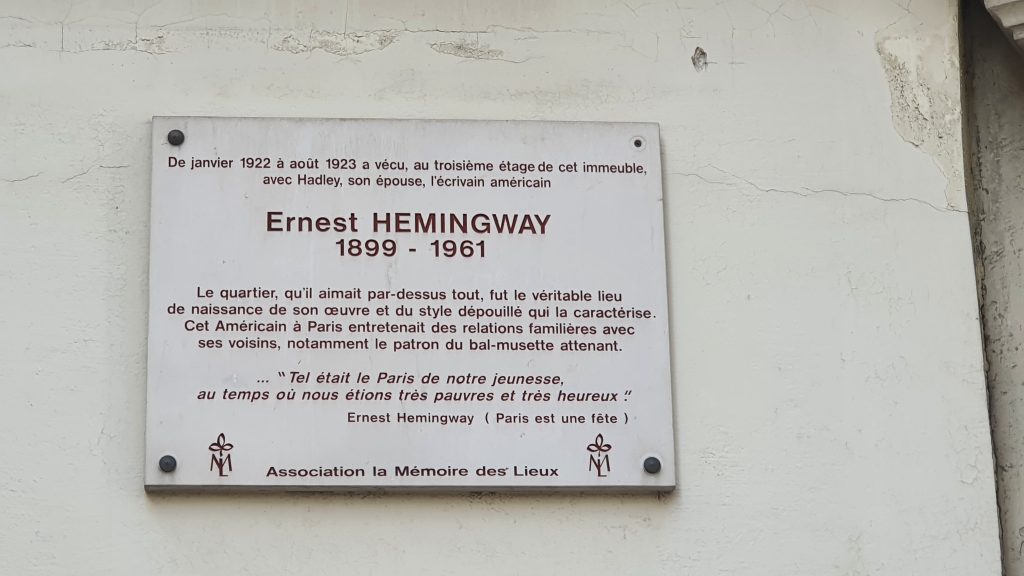 De janvier 1922 à août 1923 a vécu, au troisième étage de cet immeuble,
avec Hadley, son épouse, l'écrivain américain
Ernest HEMINGWAY
1899 - 1961
Le quartier, qu'il aimait par-dessus tout, fut le véritable lieu
de naissance de son œuvre et du style dépouillé qui la caractérise.
Cet Américain à Paris entretenait des relations familières avec
ses voisins, notamment le patron du bal-musette attenant.
... "Tel était le Paris de notre jeunesse,
au temps où nous étions très pauvres et très heureux."
Ernest Hemingway ( Paris est une fête )
Association la Mémoire des Lieux